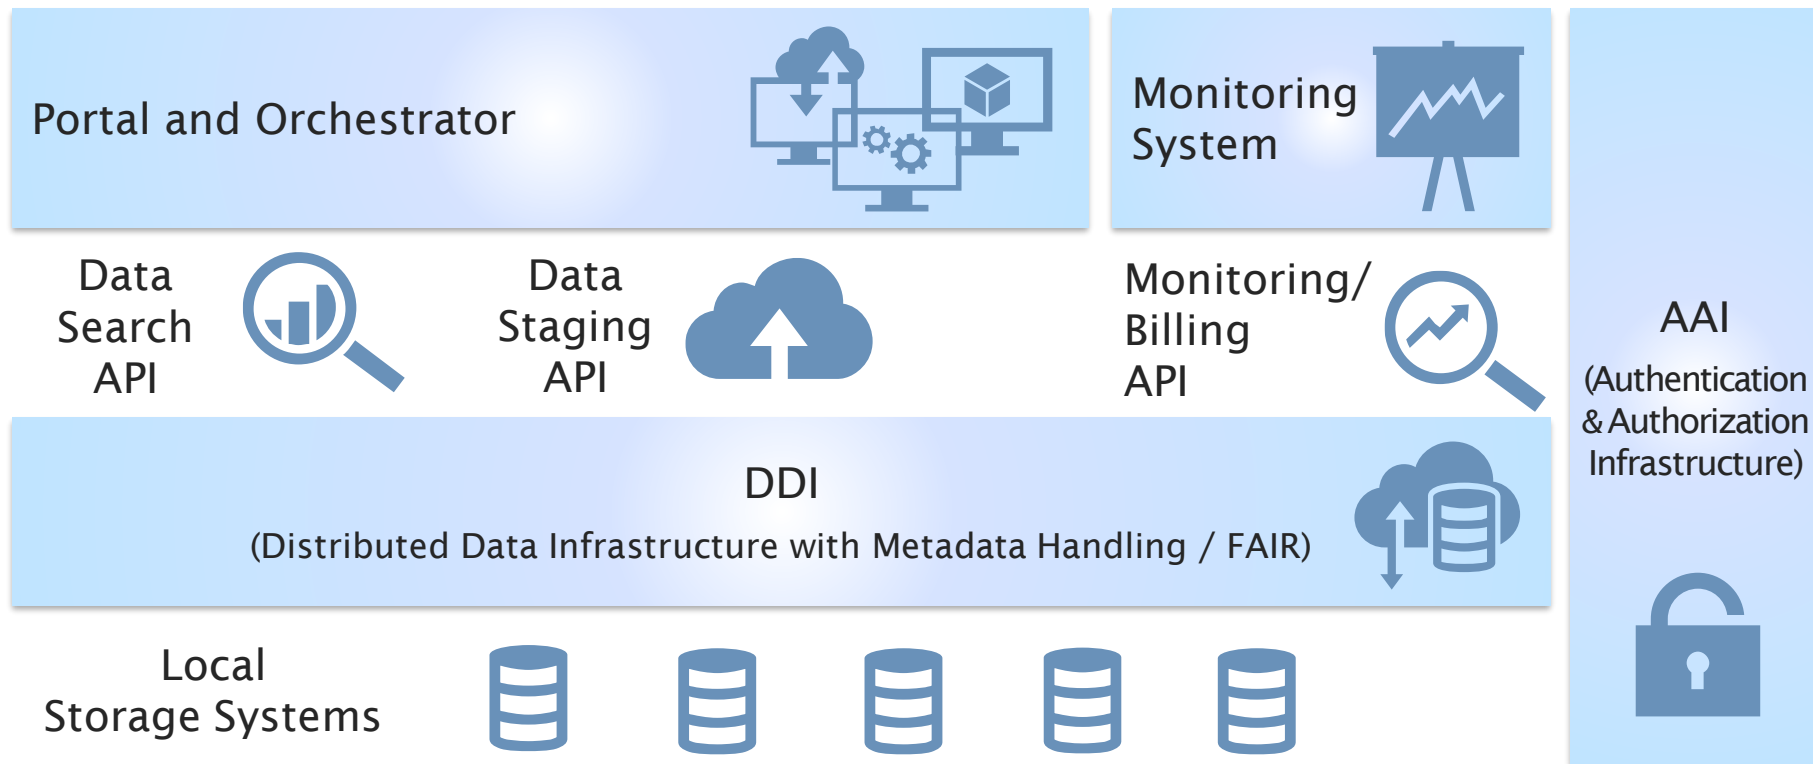 Portal and Orchestrator
Monitoring
System
Data
Search
API
Data
Staging
API
Monitoring/
Billing
API
AAI
(Authentication
& Authorization
Infrastructure)
DDI
(Distributed Data Infrastructure with Metadata Handling / FAIR)
Local
Storage Systems